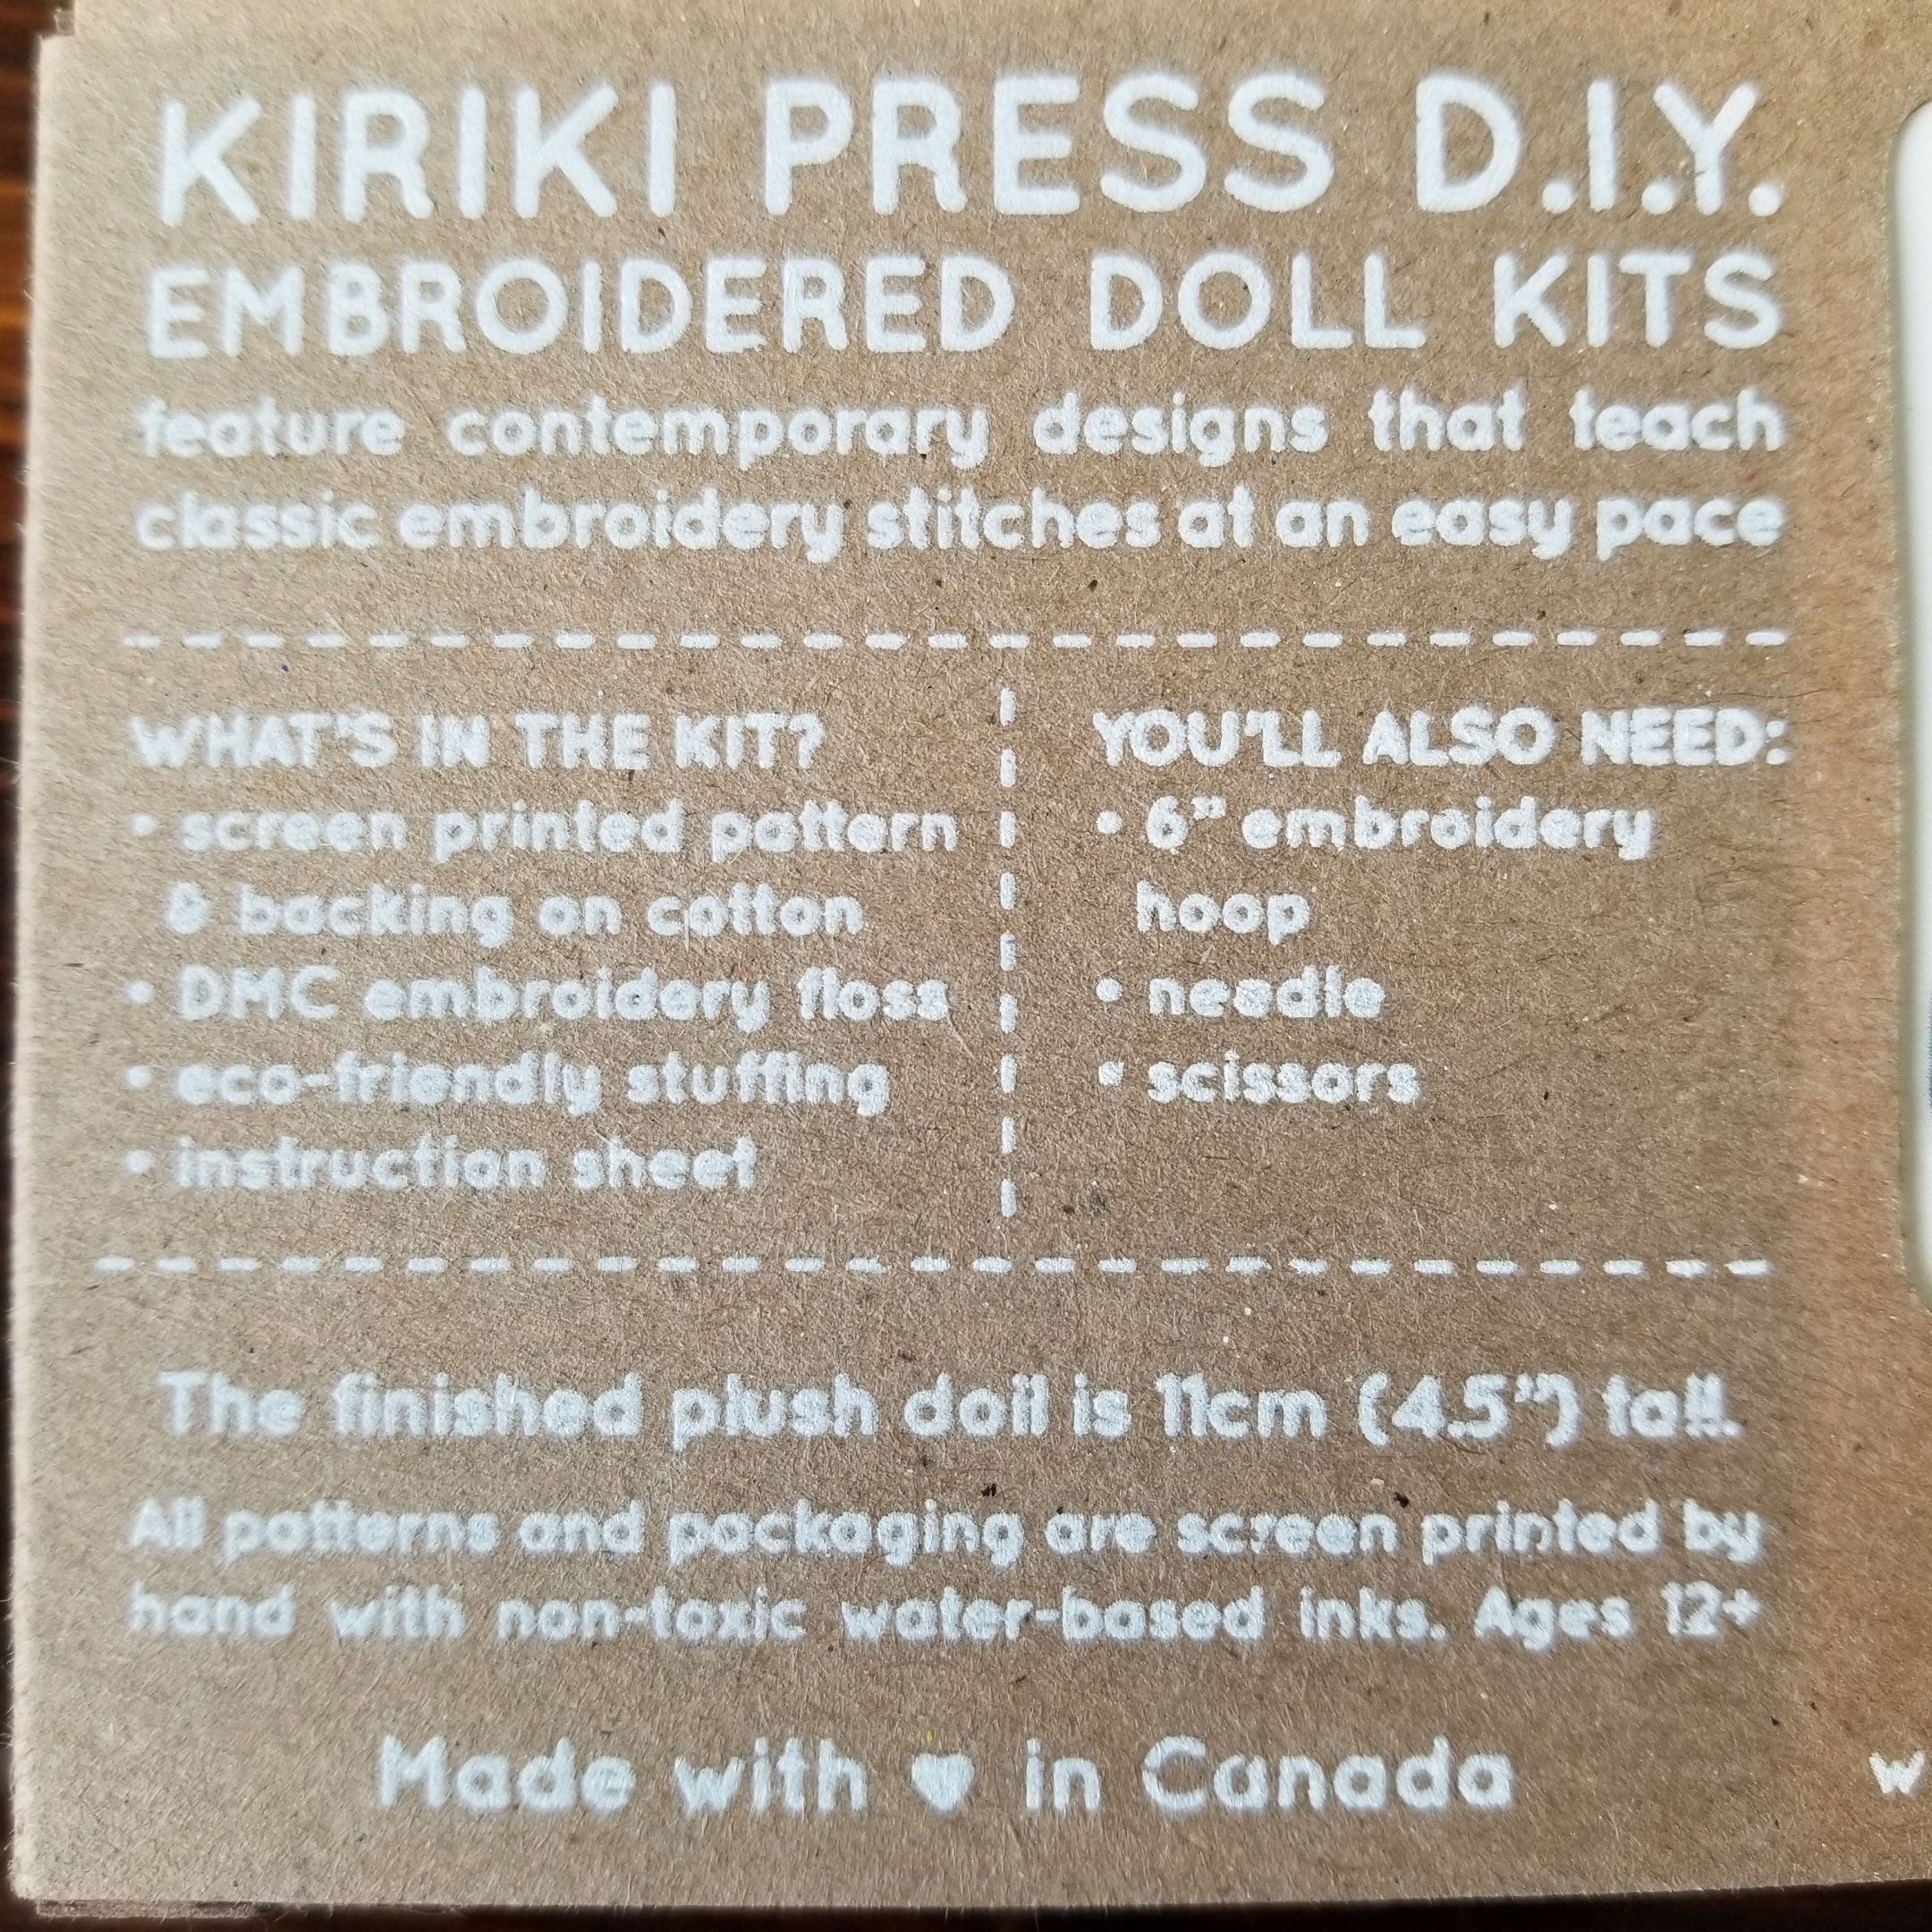 KIRIKI PRESS D.I.Y.
EMBROIDERED DOLL KITS
feature contemporary designs that teach
classic embroidery stitches at an easy pace
WHAT'S IN THE KIT?
• screen printed pattern
& backing on cotton
• DMC embroidery floss
• eco-friendly stuffing
• instruction sheet
YOU'LL ALSO NEED:
• 6" embroidery
hoop
• needle
• scissors
The finished plush doll is 11cm (4.5") tall.
All patterns and packaging are screen printed by
hand with non-toxic water-based inks. Ages 12+
Made with ♥ in Canada